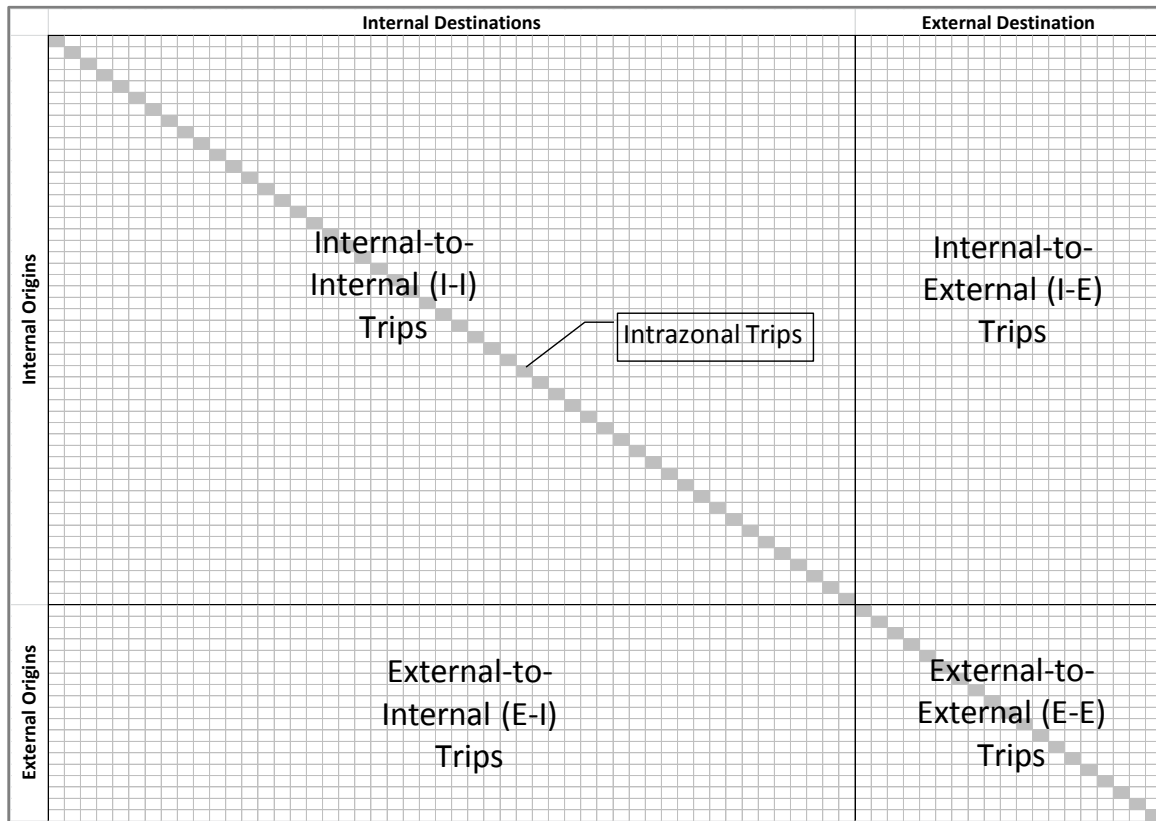 Internal Destinations
External Destination
Internal Origins
Internal-to-
Internal (I-I)
Trips
Intrazonal Trips
Internal-to-
External (I-E)
Trips
External Origins
External-to-
Internal (E-I)
Trips
External-to-
External (E-E)
Trips